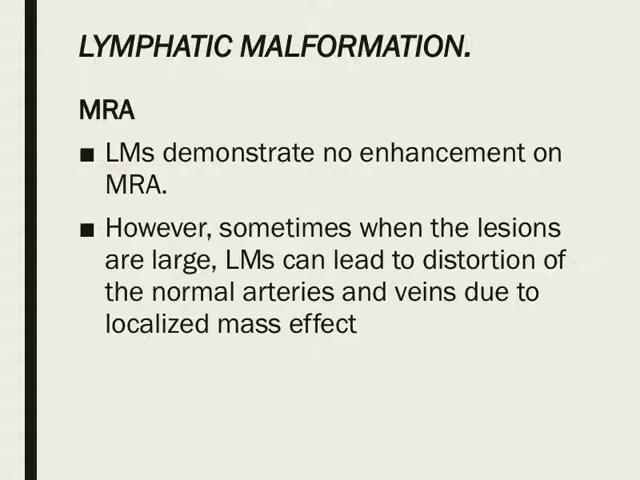 LYMPHATIC MALFORMATION.
MRA
■ LMs demonstrate no enhancement on
MRA.
■ However, sometimes when the lesions
are large, LMs can lead to distortion of
the normal arteries and veins due to
localized mass effect